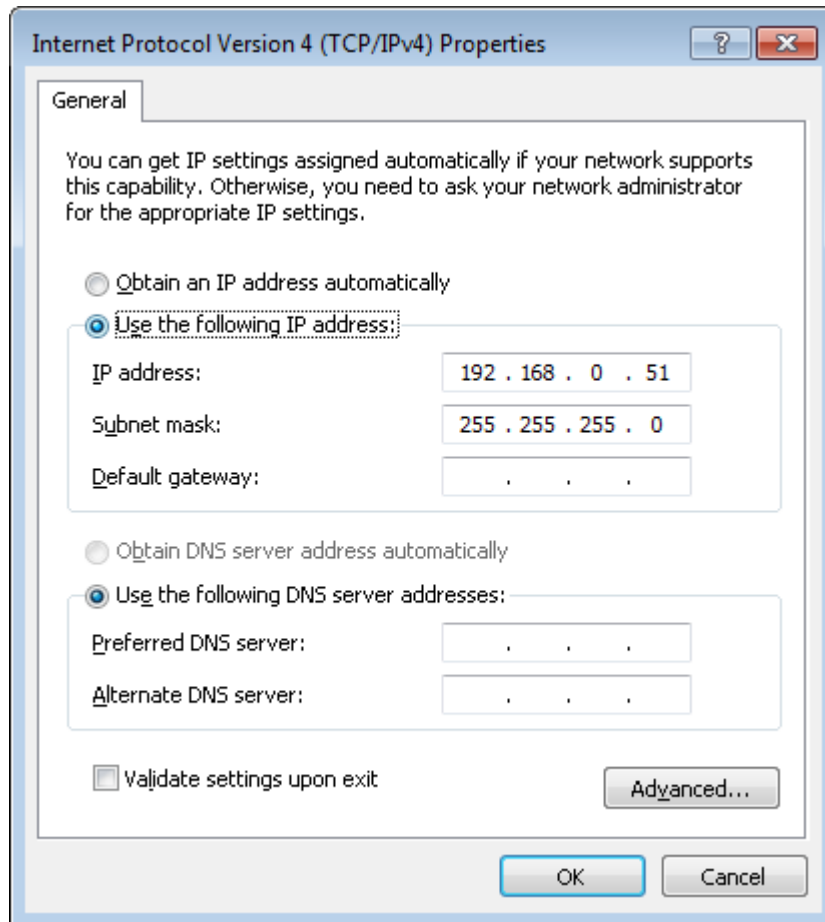 Internet Protocol Version 4 (TCP/IPv4) Properties
General
You can get IP settings assigned automatically if your network supports
this capability. Otherwise, you need to ask your network administrator
for the appropriate IP settings.
Obtain an IP address automatically
Use the following IP address:
IP address: 192 . 168 . 0 . 51
Subnet mask: 255 . 255 . 255 . 0
Default gateway: . . .
Obtain DNS server address automatically
Use the following DNS server addresses:
Preferred DNS server: . . .
Alternate DNS server: . . .
Validate settings upon exit
Advanced...
OK Cancel